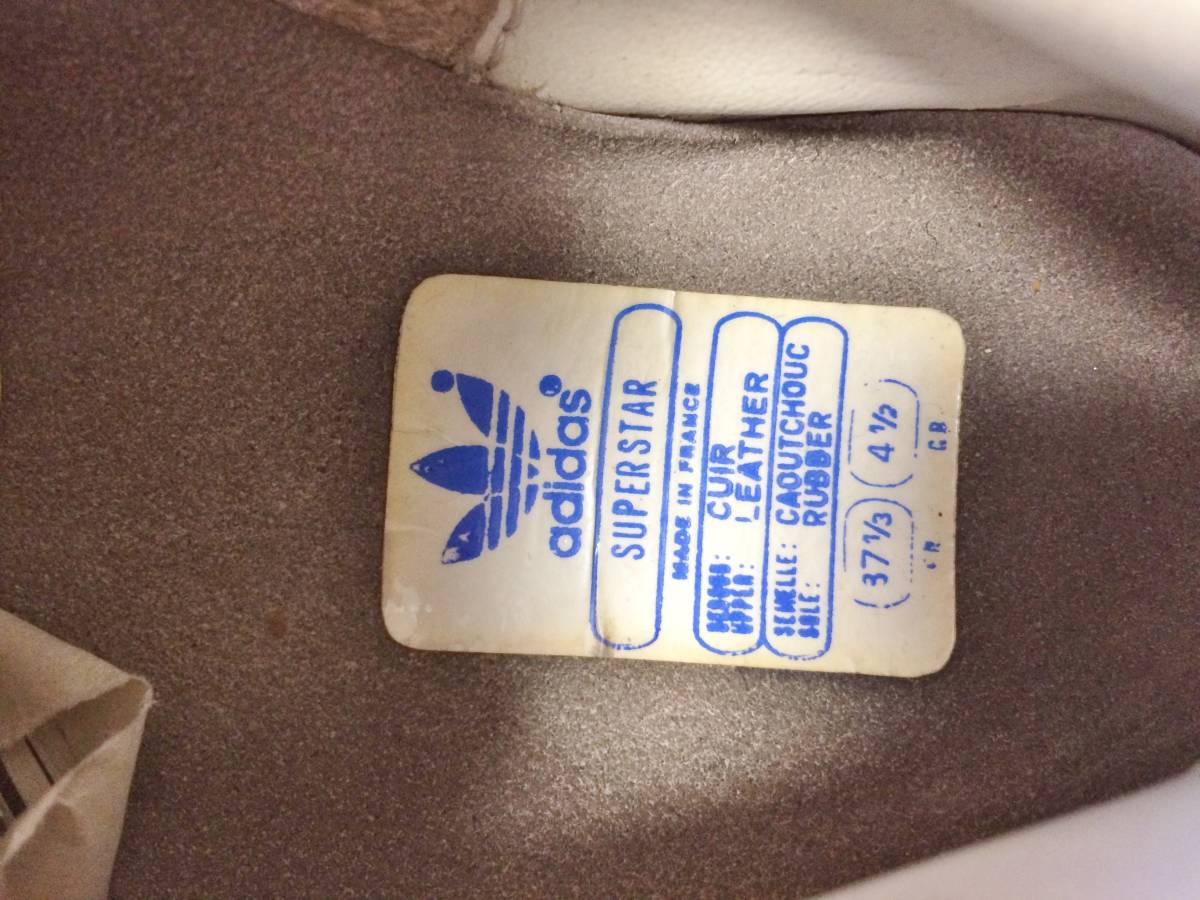 adidas®
SUPERSTAR
MADE IN FRANCE
CUIR
UPPER: LEATHER
SEMELLE: CAOUTCHOUC
SOLE: RUBBER
37 1/3 4 1/2
FR GB